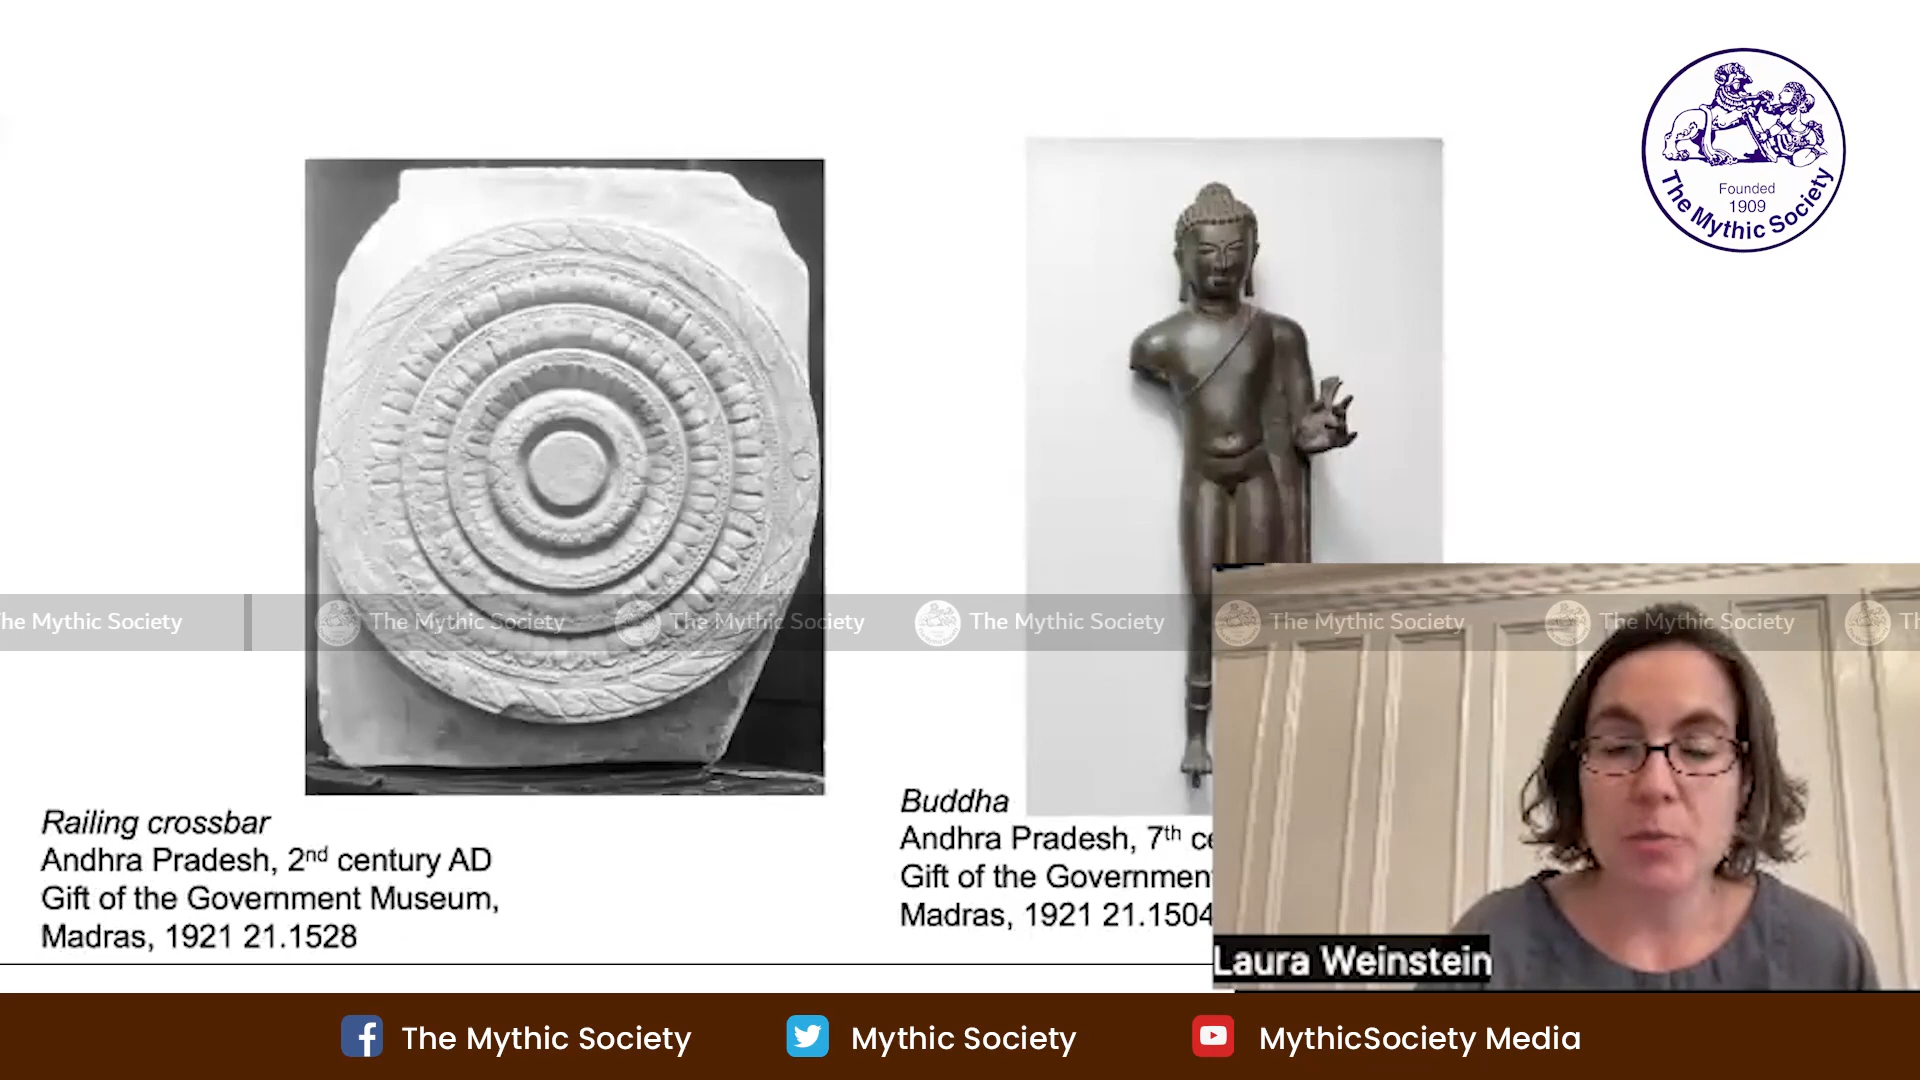 Founded
1909
The Mythic Society
The Mythic Society
The Mythic Society
The Mythic Society
The Mythic Society
The Mythic Society
The Mythic Society
Railing crossbar
Andhra Pradesh, 2nd century AD
Gift of the Government Museum,
Madras, 1921 21.1528
Buddha
Andhra Pradesh, 7th
Gift of the
Madras, 1921 21.1504
Laura Weinstein
The Mythic Society
Mythic Society
MythicSociety Media